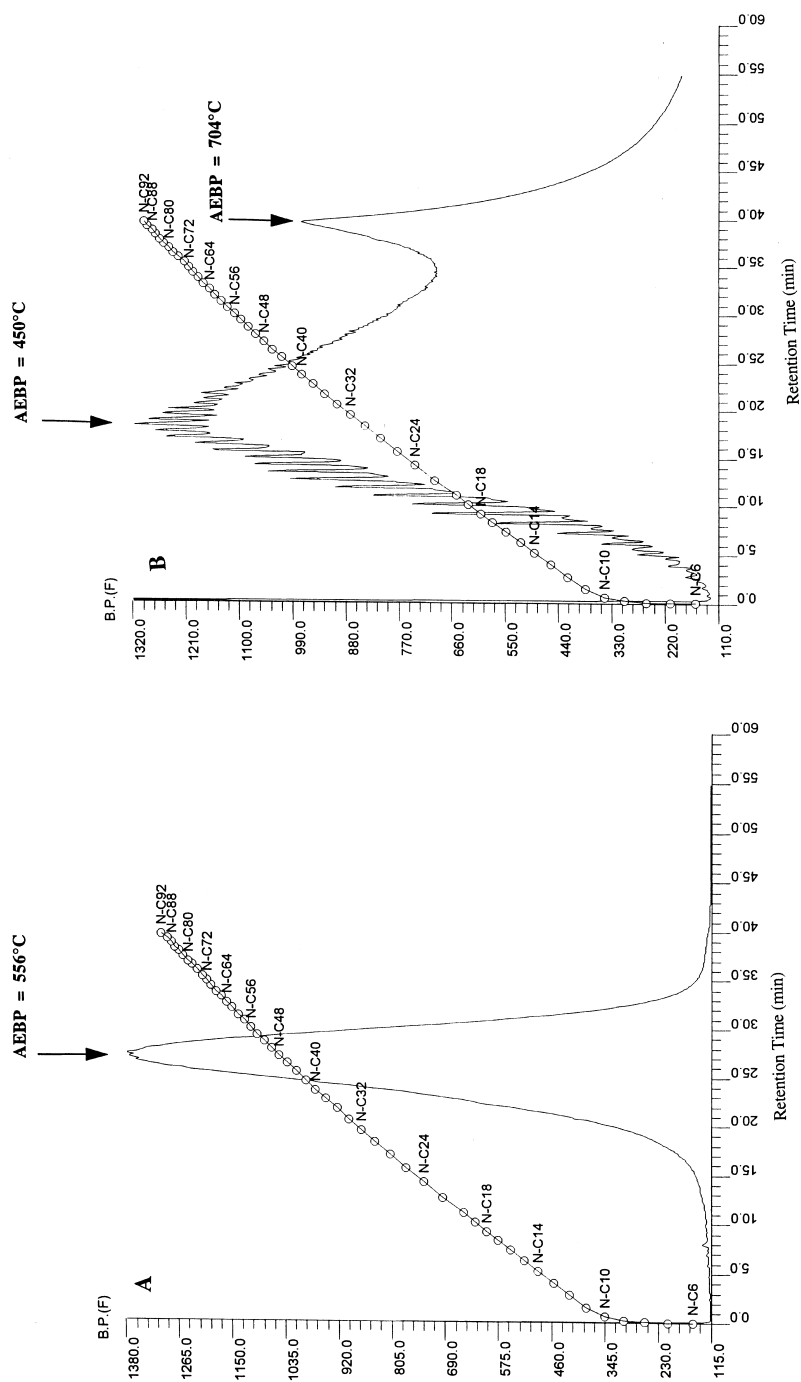 AEBP = 450°C
AEBP = 704°C
B
B.P.(F)
1320.0
1210.0
1100.0
990.0
880.0
770.0
660.0
550.0
440.0
330.0
220.0
110.0
N-C92
N-C88
N-C80
N-C72
N-C64
N-C56
N-C48
N-C40
N-C32
N-C24
N-C18
N-C14
N-C10
N-C6
0.0
5.0
10.0
15.0
20.0
25.0
30.0
35.0
40.0
45.0
50.0
55.0
60.0
Retention Time (min)
AEBP = 556°C
A
B.P.(F)
1380.0
1265.0
1150.0
1035.0
920.0
805.0
690.0
575.0
460.0
345.0
230.0
115.0
N-C92
N-C88
N-C80
N-C72
N-C64
N-C56
N-C48
N-C40
N-C32
N-C24
N-C18
N-C14
N-C10
N-C6
0.0
5.0
10.0
15.0
20.0
25.0
30.0
35.0
40.0
45.0
50.0
55.0
60.0
Retention Time (min)